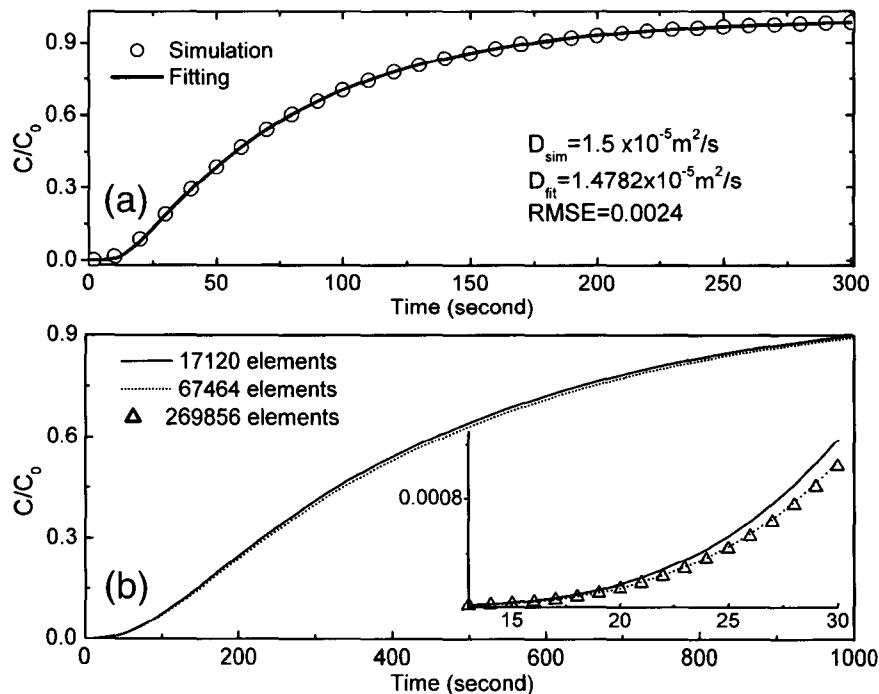 0.9
0.6
0.3
0.0
C/C₀
Simulation
Fitting
(a)
D_sim=1.5 x10⁻⁵m²/s
D_fit=1.4782x10⁻⁵m²/s
RMSE=0.0024
0 50 100 150 200 250 300
Time (second)
0.9
0.6
0.3
0.0
C/C₀
17120 elements
67464 elements
269856 elements
(b)
0.0008
15 20 25 30
0 200 400 600 800 1000
Time (second)